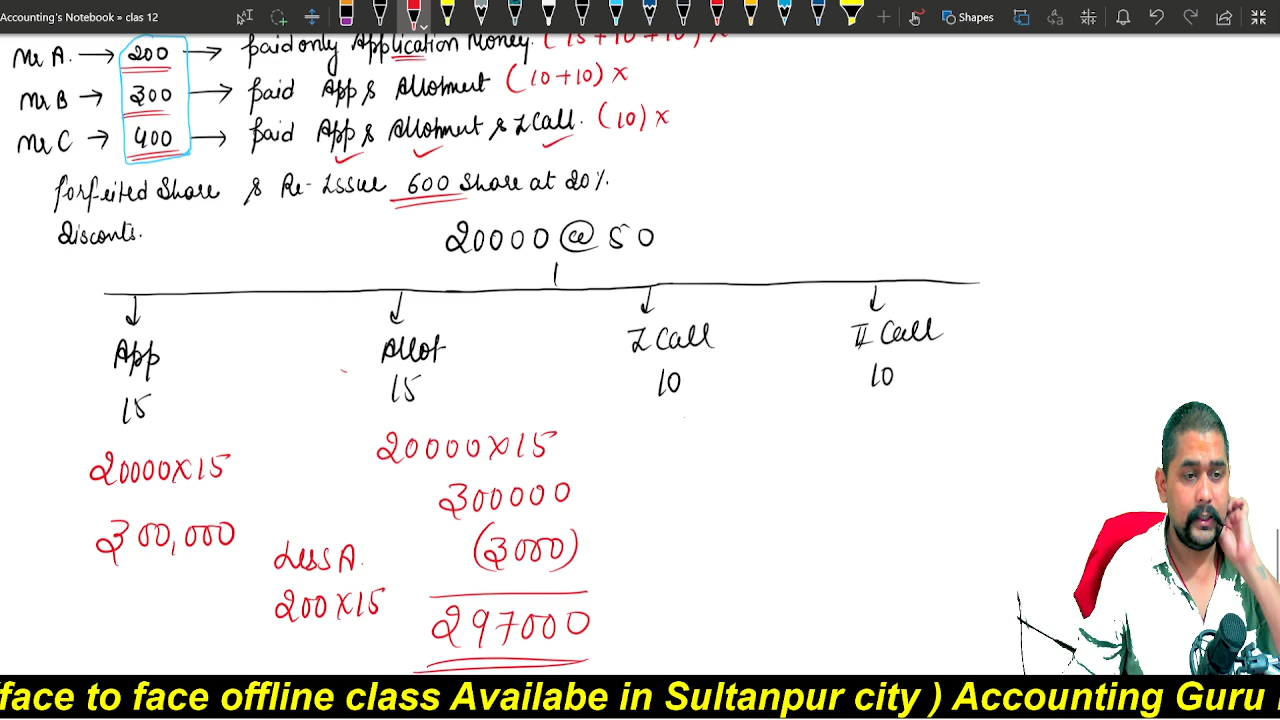 Accounting's Notebook » clas 12
Shapes
Mr A. → 200 → paid only Application Money. (15+10+10) x
Mr B → 300 → paid App & Allotment (10+10) x
Mr C → 400 → paid App & Allotment & I Call. (10) x
forfeited Share & Re-Issue 600 Share at 20%.
Disconts.
20000 @ 50
App Allot I Call II Call
15 15 10 10
20000x15 20000x15
300,000 300000
Less A. (3000)
200x15 297000
face to face offline class Availabe in Sultanpur city ) Accounting Guru